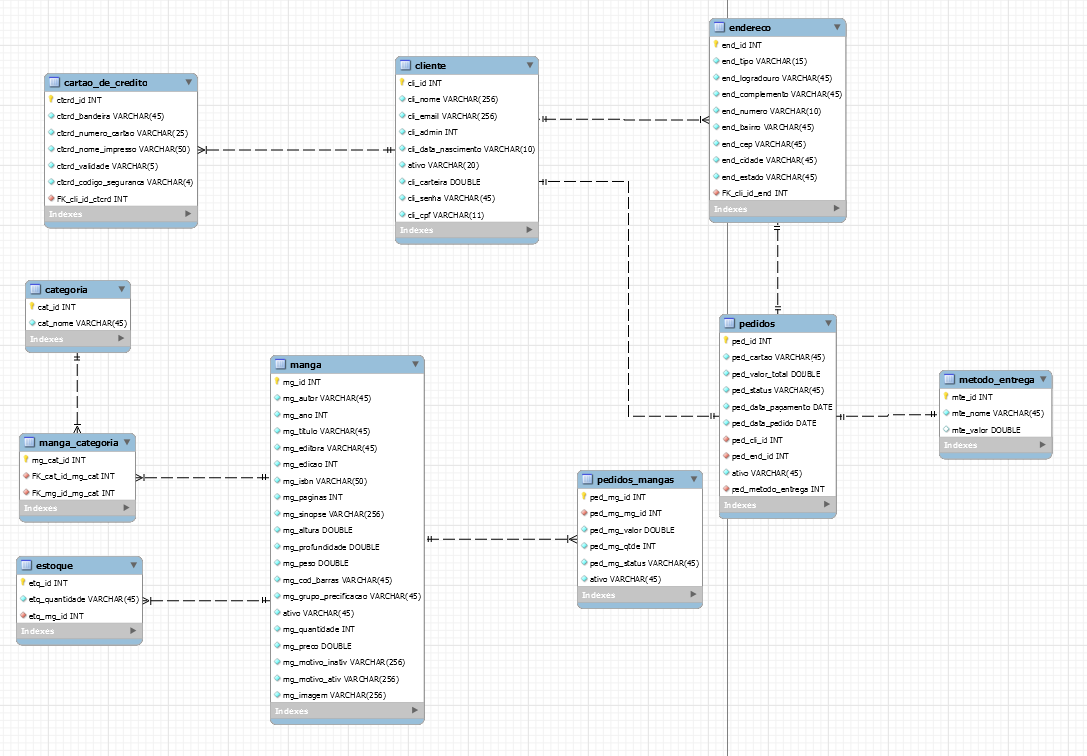 cartao_de_credito
ctcrd_id INT
ctcrd_bandeira VARCHAR(45)
ctcrd_numero_cartao VARCHAR(25)
ctcrd_nome_impresso VARCHAR(50)
ctcrd_validade VARCHAR(5)
ctcrd_codigo_seguranca VARCHAR(4)
FK_cli_id_ctcrd INT
Indexes
cliente
cli_id INT
cli_nome VARCHAR(256)
cli_email VARCHAR(256)
cli_admin INT
cli_data_nascimento VARCHAR(10)
ativo VARCHAR(20)
cli_carteira DOUBLE
cli_senha VARCHAR(45)
cli_cpf VARCHAR(11)
Indexes
endereco
end_id INT
end_tipo VARCHAR(15)
end_logradouro VARCHAR(45)
end_complemento VARCHAR(45)
end_numero VARCHAR(10)
end_bairro VARCHAR(45)
end_cep VARCHAR(45)
end_cidade VARCHAR(45)
end_estado VARCHAR(45)
FK_cli_id_end INT
Indexes
categoria
cat_id INT
cat_nome VARCHAR(45)
Indexes
manga_categoria
mg_cat_id INT
FK_cat_id_mg_cat INT
FK_mg_id_mg_cat INT
Indexes
estoque
etq_id INT
etq_quantidade VARCHAR(45)
etq_mg_id INT
Indexes
manga
mg_id INT
mg_autor VARCHAR(45)
mg_ano INT
mg_titulo VARCHAR(45)
mg_editora VARCHAR(45)
mg_edicao INT
mg_isbn VARCHAR(50)
mg_paginas INT
mg_sinopse VARCHAR(256)
mg_altura DOUBLE
mg_profundidade DOUBLE
mg_peso DOUBLE
mg_cod_barras VARCHAR(45)
mg_grupo_precificacao VARCHAR(45)
ativo VARCHAR(45)
mg_quantidade INT
mg_preco DOUBLE
mg_motivo_inativ VARCHAR(256)
mg_motivo_ativ VARCHAR(256)
mg_imagem VARCHAR(256)
Indexes
pedidos_mangas
ped_mg_id INT
ped_mg_mg_id INT
ped_mg_valor DOUBLE
ped_mg_qtde INT
ped_mg_status VARCHAR(45)
ativo VARCHAR(45)
Indexes
pedidos
ped_id INT
ped_cartao VARCHAR(45)
ped_valor_total DOUBLE
ped_status VARCHAR(45)
ped_data_pagamento DATE
ped_data_pedido DATE
ped_cli_id INT
ped_end_id INT
ativo VARCHAR(45)
ped_metodo_entrega INT
Indexes
metodo_entrega
mte_id INT
mte_nome VARCHAR(45)
mte_valor DOUBLE
Indexes